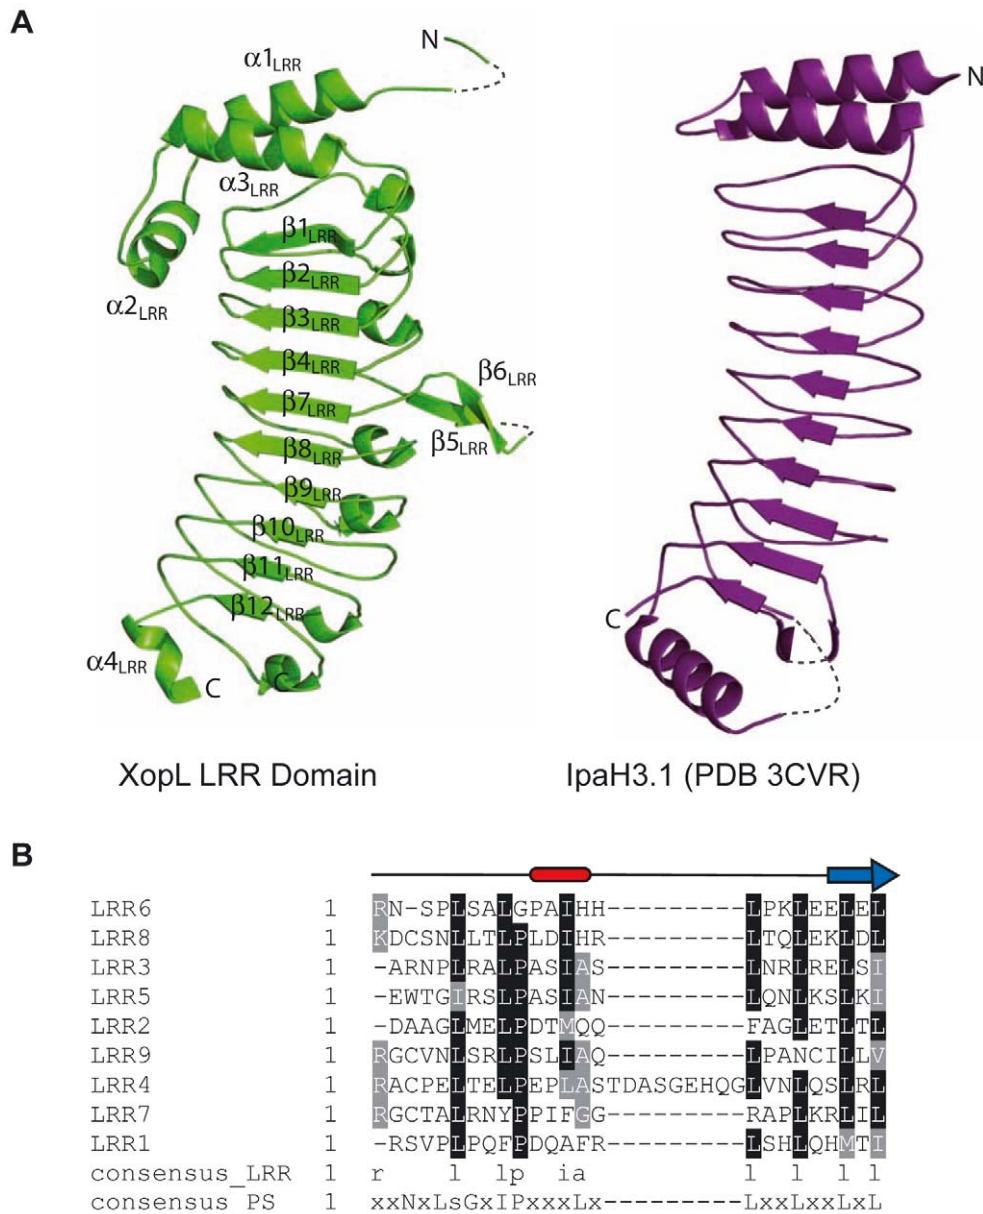 A
N
α1LRR
N
α3LRR
β1LRR
β2LRR
α2LRR
β3LRR
β4LRR
β6LRR
β7LRR
β5LRR
β8LRR
β9LRR
β10LRR
β11LRR
β12LRR
C
α4LRR
C
C
XopL LRR Domain
IpaH3.1 (PDB 3CVR)
B
LRR6 1 RN-SPLSALGPAIHH----------LPKLEELEL
LRR8 1 KDCSNLLTLPLDIHR----------LTQLEKLDL
LRR3 1 -ARNPLRALPASIAS----------LNRLRELSI
LRR5 1 -EWTGIRSLPASIAN----------LQNLKSLKI
LRR2 1 -DAAGLMELPDTMQQ----------FAGLETLTL
LRR9 1 RGCVNLSRLPSLIAQ----------LPANCILLV
LRR4 1 RACPELTELPEPLASTDASGEHQGLVNLQSLRL
LRR7 1 RGCTALRNYPPIFGG----------RAPLKRLIL
LRR1 1 -RSVPLPQFPDQAFR----------LSHLQHMTI
consensus_LRR 1 r l lp ia l l l l
consensus_PS 1 xxNxLsGxIPxxxLx---------LxxLxxLxL